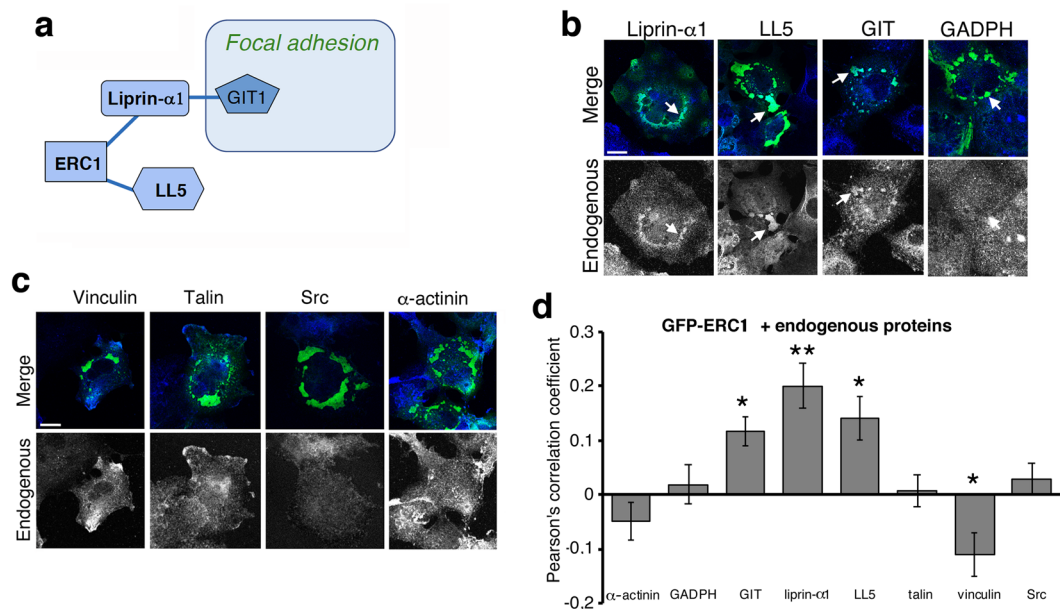 a
Focal adhesion
Liprin-α1
GIT1
ERC1
LL5
b
Liprin-α1 LL5 GIT GADPH
Merge
Endogenous
c
Vinculin Talin Src α-actinin
Merge
Endogenous
d
GFP-ERC1 + endogenous proteins
Pearson's correlation coefficient
0.3
0.2
0.1
0
-0.1
-0.2
* ** * *
α-actinin GADPH GIT liprin-α1 LL5 talin vinculin Src